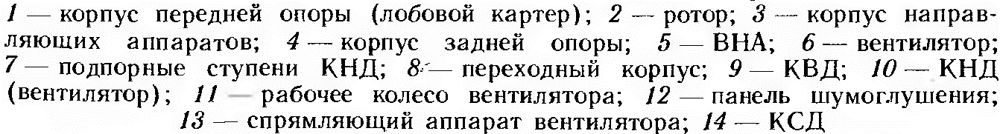 1 — корпус передней опоры (лобовой картер); 2 — ротор; 3 — корпус направ-
ляющих аппаратов; 4 — корпус задней опоры; 5 — ВНА; 6 — вентилятор;
7 — подпорные ступени КНД; 8 — переходный корпус; 9 — КВД; 10 — КНД
(вентилятор); 11 — рабочее колесо вентилятора; 12 — панель шумоглушения;
13 — спрямляющий аппарат вентилятора; 14 — КСД